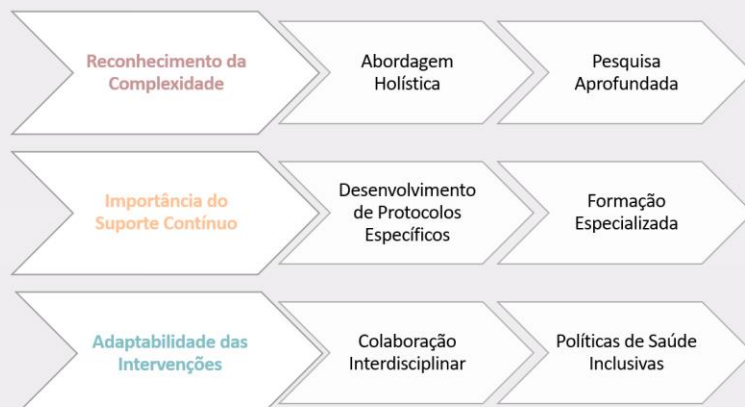 Reconhecimento da
Complexidade
Abordagem
Holística
Pesquisa
Aprofundada
Importância do
Suporte Contínuo
Desenvolvimento
de Protocolos
Específicos
Formação
Especializada
Adaptabilidade das
Intervenções
Colaboração
Interdisciplinar
Políticas de Saúde
Inclusivas